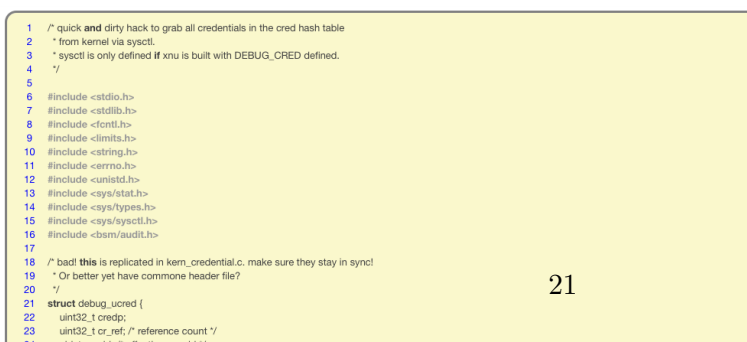 1 /* quick and dirty hack to grab all credentials in the cred hash table
2 * from kernel via sysctl.
3 * sysctl is only defined if xnu is built with DEBUG_CRED defined.
4 */
5
6 #include <stdio.h>
7 #include <stdlib.h>
8 #include <fcntl.h>
9 #include <limits.h>
10 #include <string.h>
11 #include <errno.h>
12 #include <unistd.h>
13 #include <sys/stat.h>
14 #include <sys/types.h>
15 #include <sys/sysctl.h>
16 #include <bsm/audit.h>
17
18 /* bad! this is replicated in kern_credential.c. make sure they stay in sync!
19 * Or better yet have commone header file?
20 */
21
21 struct debug_ucred {
22 uint32_t credp;
23 uint32_t cr_ref; /* reference count */